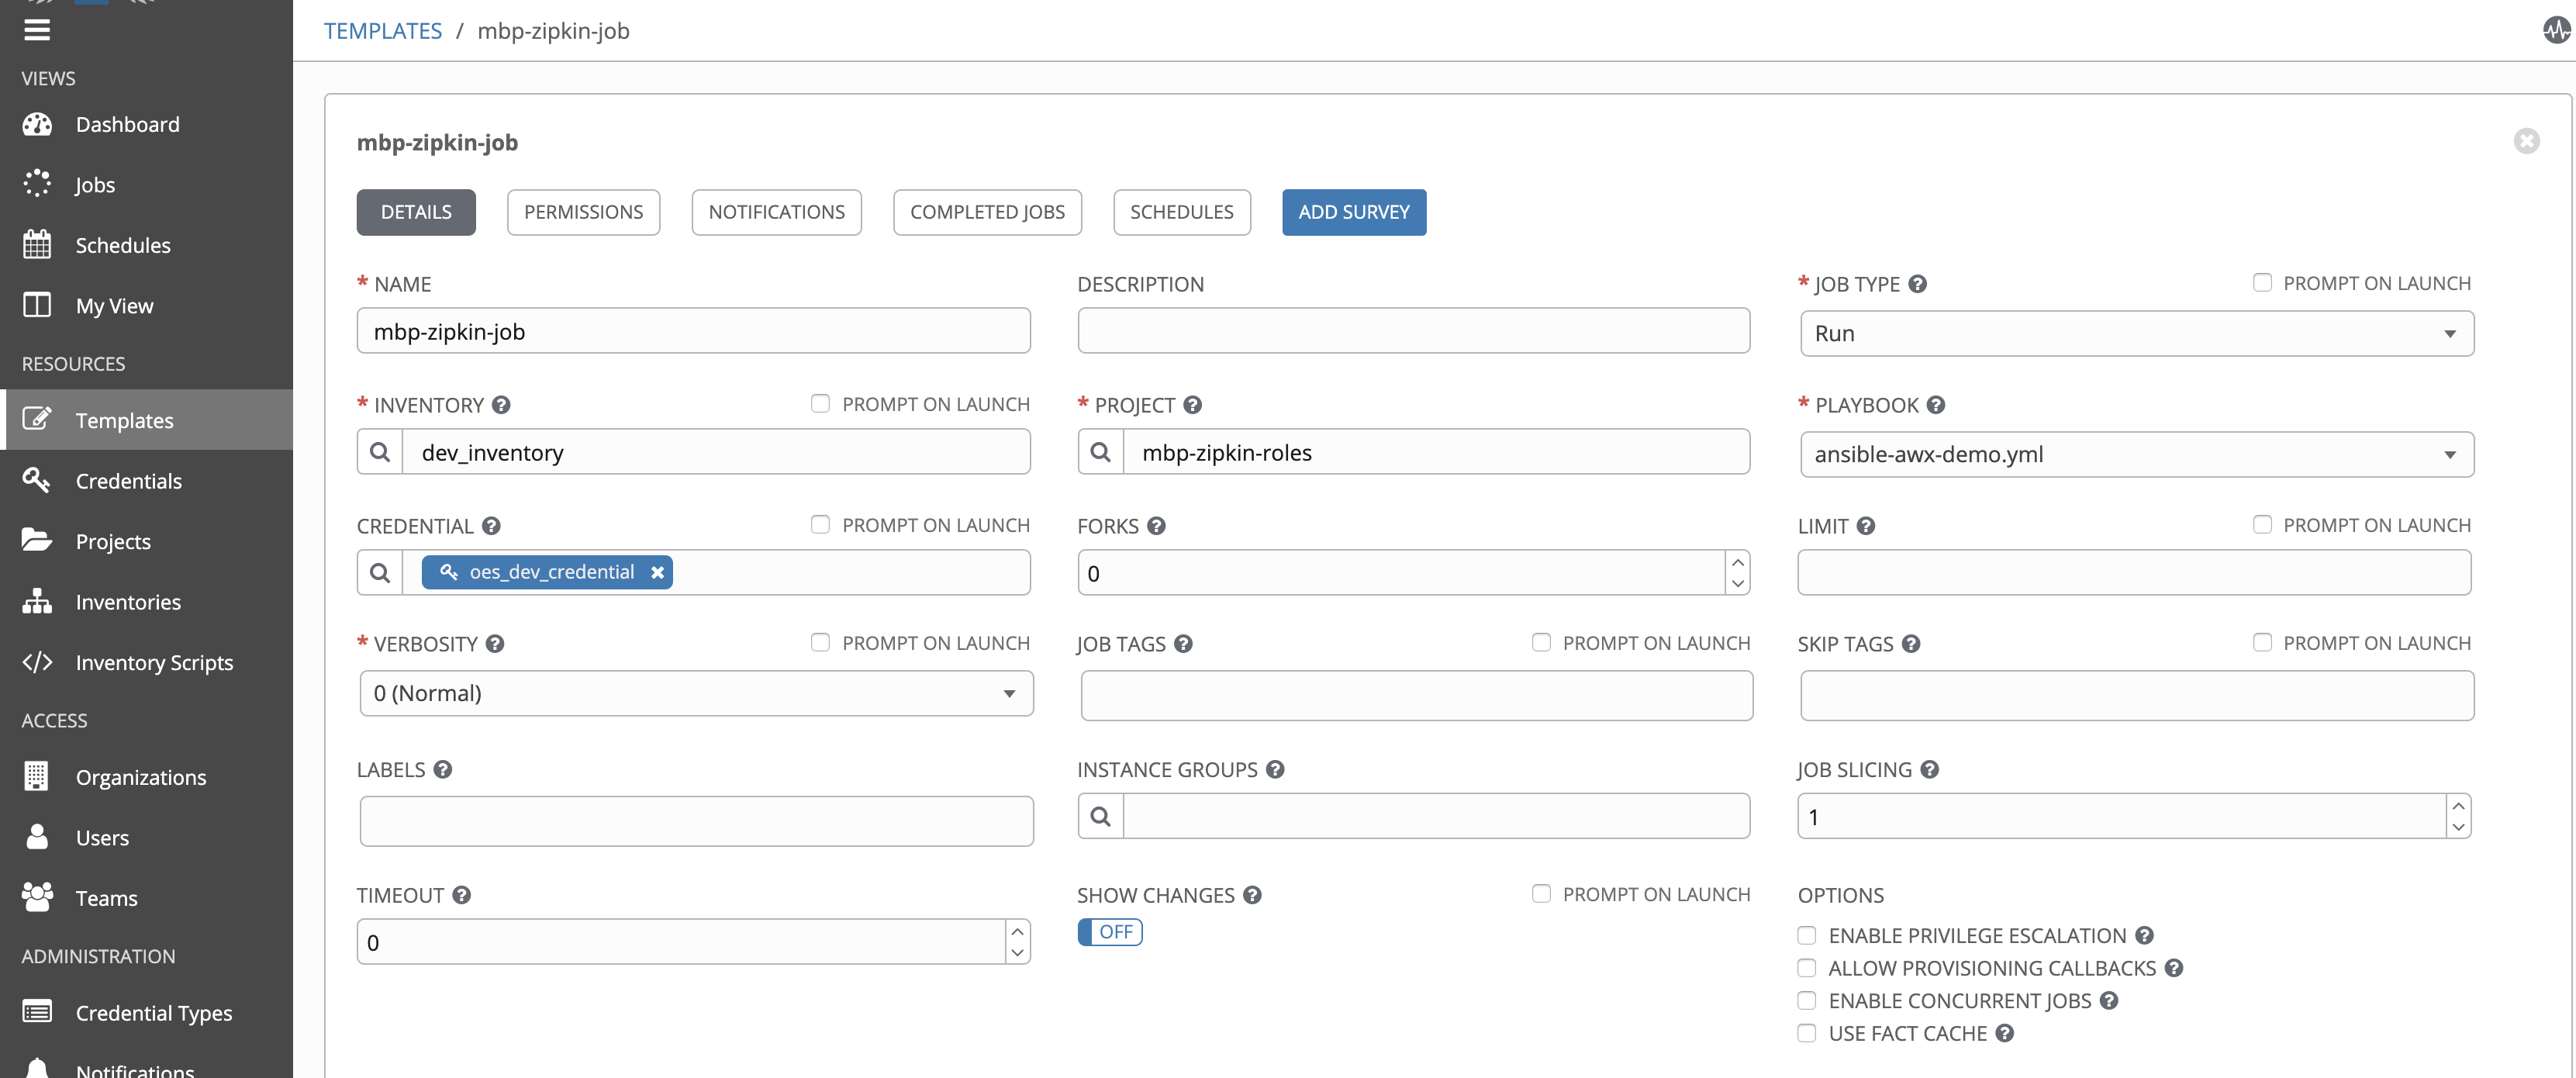 TEMPLATES / mbp-zipkin-job
VIEWS
Dashboard
Jobs
Schedules
My View
RESOURCES
Templates
Credentials
Projects
Inventories
Inventory Scripts
ACCESS
Organizations
Users
Teams
ADMINISTRATION
Credential Types
Notifications
mbp-zipkin-job
DETAILS PERMISSIONS NOTIFICATIONS COMPLETED JOBS SCHEDULES ADD SURVEY
* NAME
mbp-zipkin-job
DESCRIPTION
* JOB TYPE ? PROMPT ON LAUNCH
Run
* INVENTORY ? PROMPT ON LAUNCH
dev_inventory
* PROJECT ?
mbp-zipkin-roles
* PLAYBOOK ?
ansible-awx-demo.yml
CREDENTIAL ? PROMPT ON LAUNCH
oes_dev_credential
FORKS ?
0
LIMIT ? PROMPT ON LAUNCH
* VERBOSITY ? PROMPT ON LAUNCH
0 (Normal)
JOB TAGS ? PROMPT ON LAUNCH
SKIP TAGS ? PROMPT ON LAUNCH
LABELS ?
INSTANCE GROUPS ?
JOB SLICING ?
1
TIMEOUT ?
0
SHOW CHANGES ? PROMPT ON LAUNCH
OFF
OPTIONS
ENABLE PRIVILEGE ESCALATION ?
ALLOW PROVISIONING CALLBACKS ?
ENABLE CONCURRENT JOBS ?
USE FACT CACHE ?